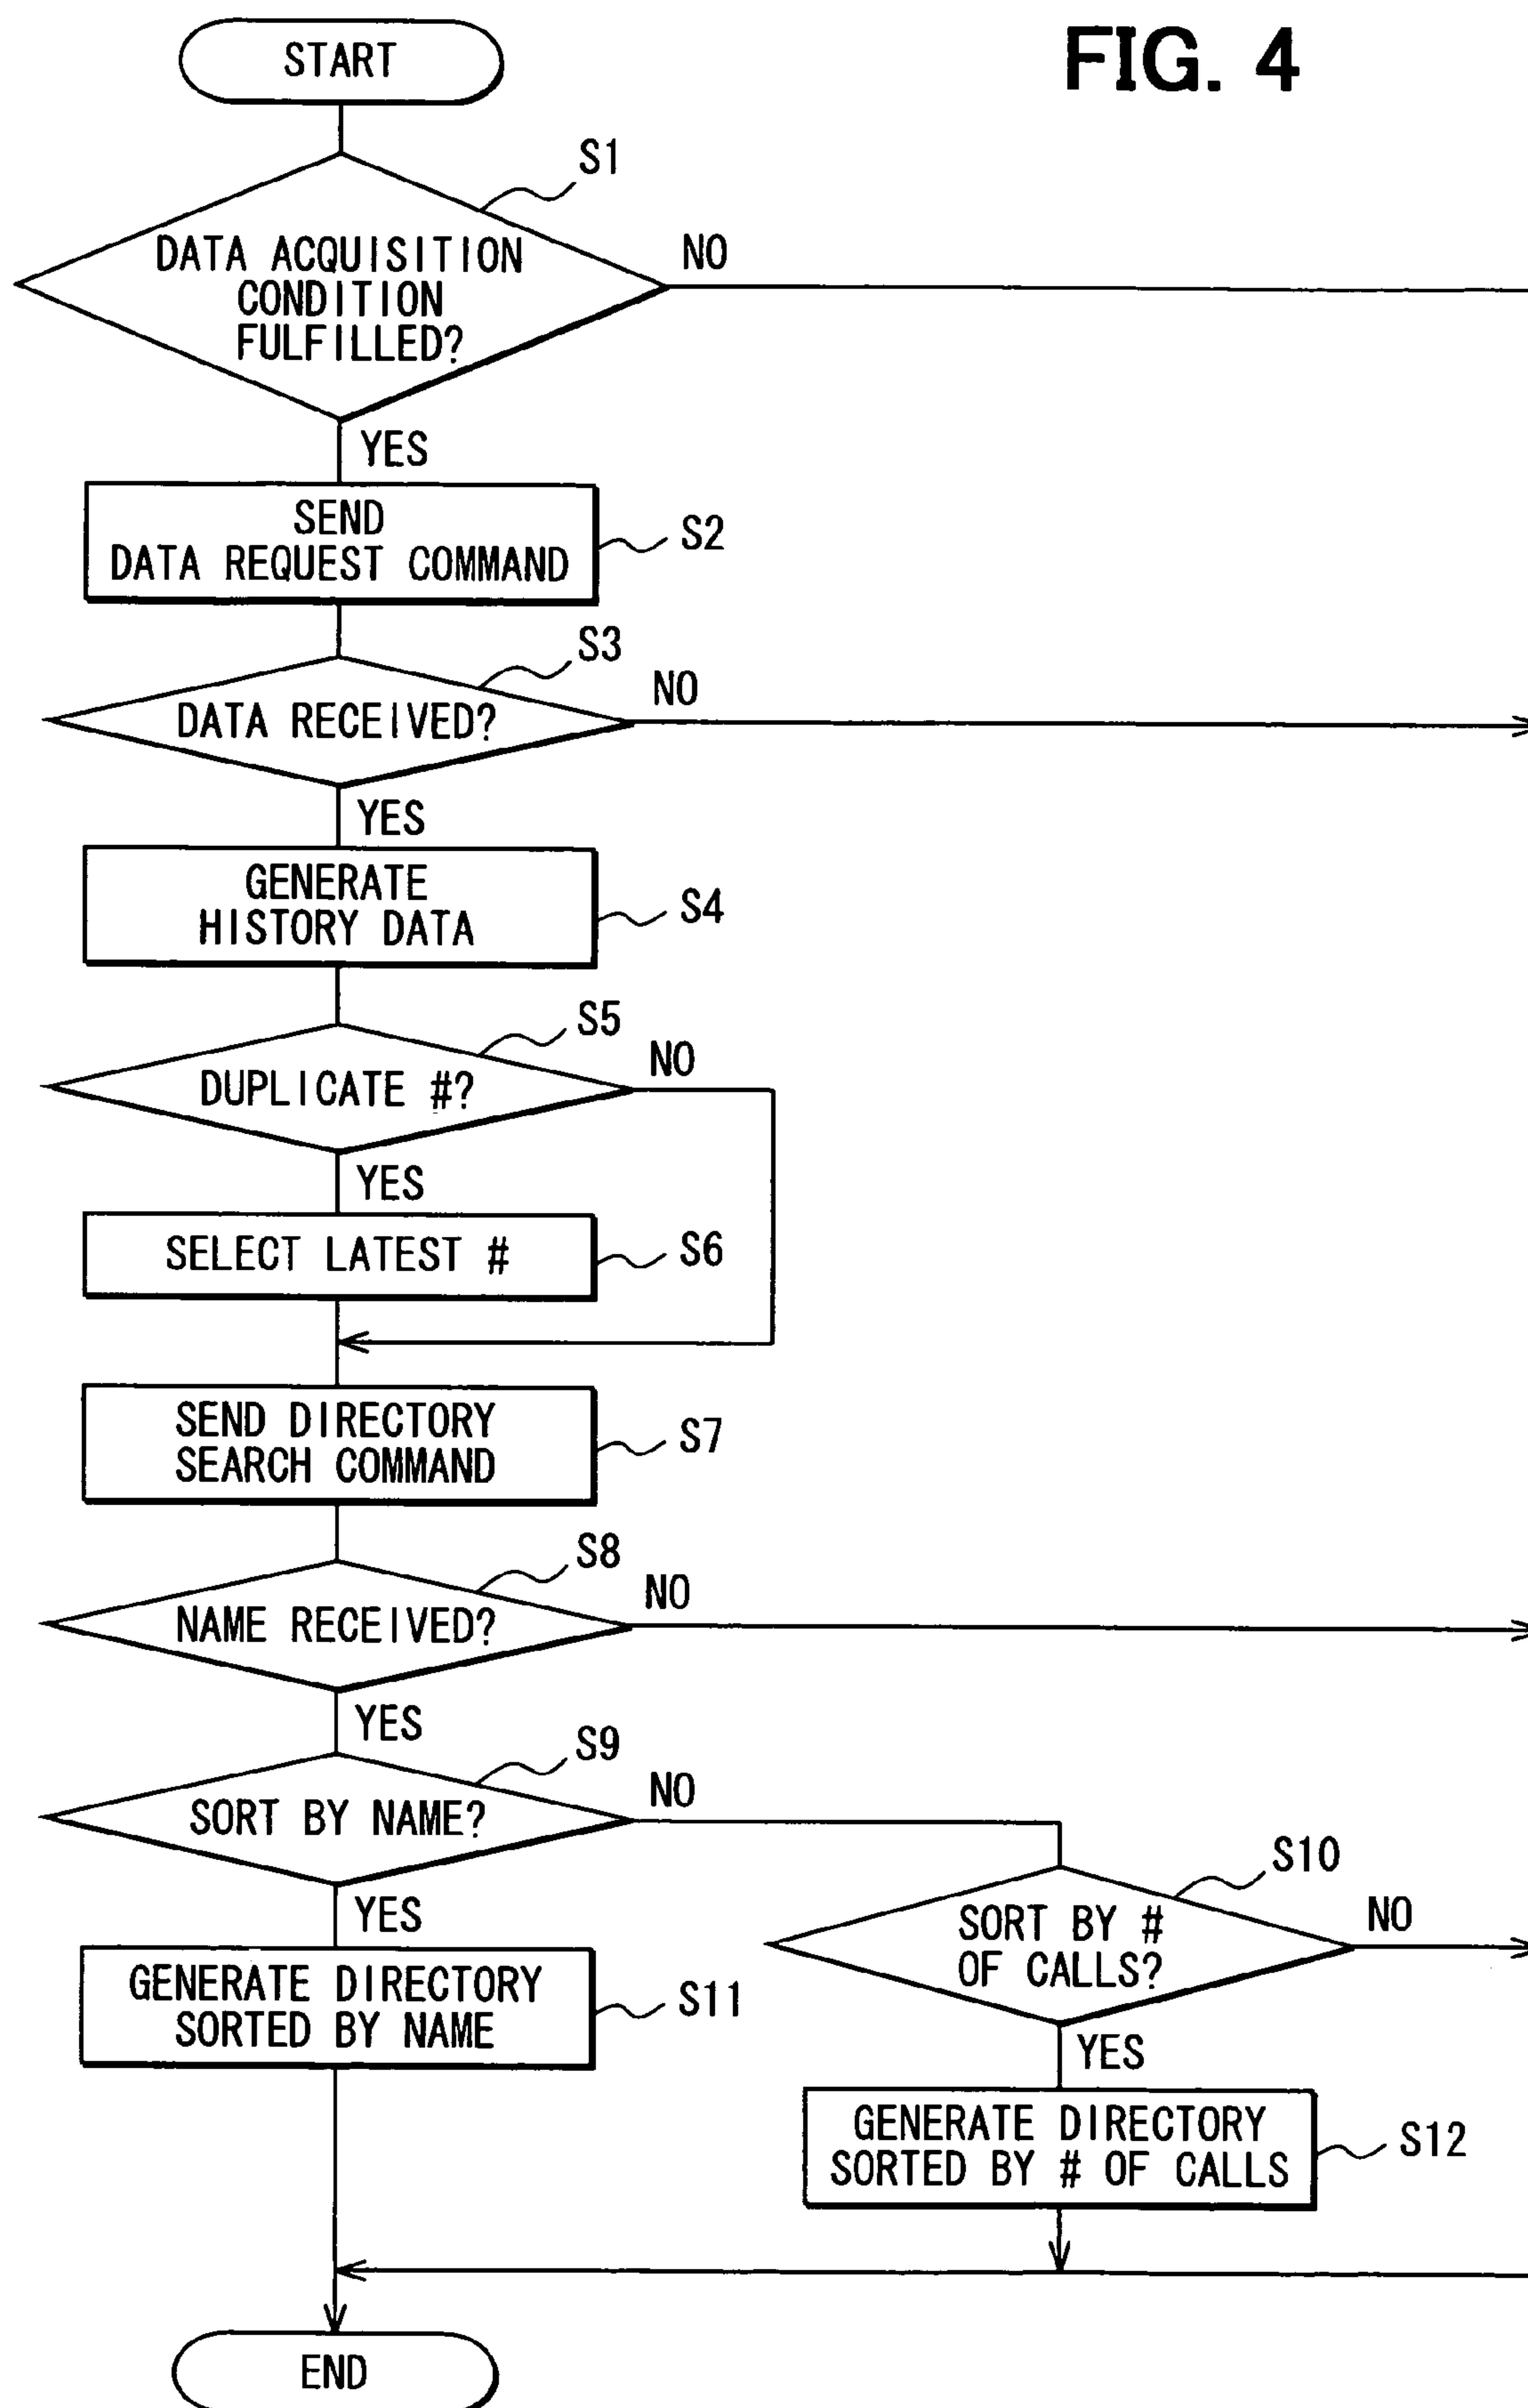 FIG. 4
START
S1
DATA ACQUISITION
CONDITION
FULFILLED?
NO
YES
SEND
DATA REQUEST COMMAND
S2
S3
DATA RECEIVED?
NO
YES
GENERATE
HISTORY DATA
S4
S5
DUPLICATE #?
NO
YES
SELECT LATEST #
S6
SEND DIRECTORY
SEARCH COMMAND
S7
S8
NAME RECEIVED?
NO
YES
S9
SORT BY NAME?
NO
YES
S10
SORT BY #
OF CALLS?
NO
YES
GENERATE DIRECTORY
SORTED BY NAME
S11
GENERATE DIRECTORY
SORTED BY # OF CALLS
S12
END